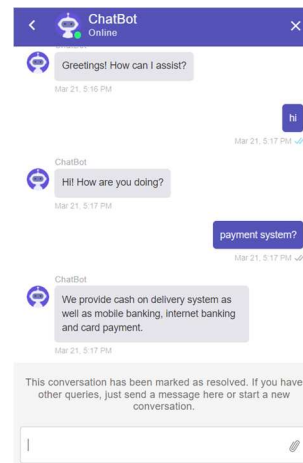 ChatBot
Online
Greetings! How can I assist?
Mar 21, 5:16 PM
hi
Mar 21, 5:17 PM
ChatBot
Hi! How are you doing?
Mar 21, 5:17 PM
payment system?
Mar 21, 5:17 PM
ChatBot
We provide cash on delivery system as
well as mobile banking, internet banking
and card payment.
Mar 21, 5:17 PM
This conversation has been marked as resolved. If you have
other queries, just send a message here or start a new
conversation.